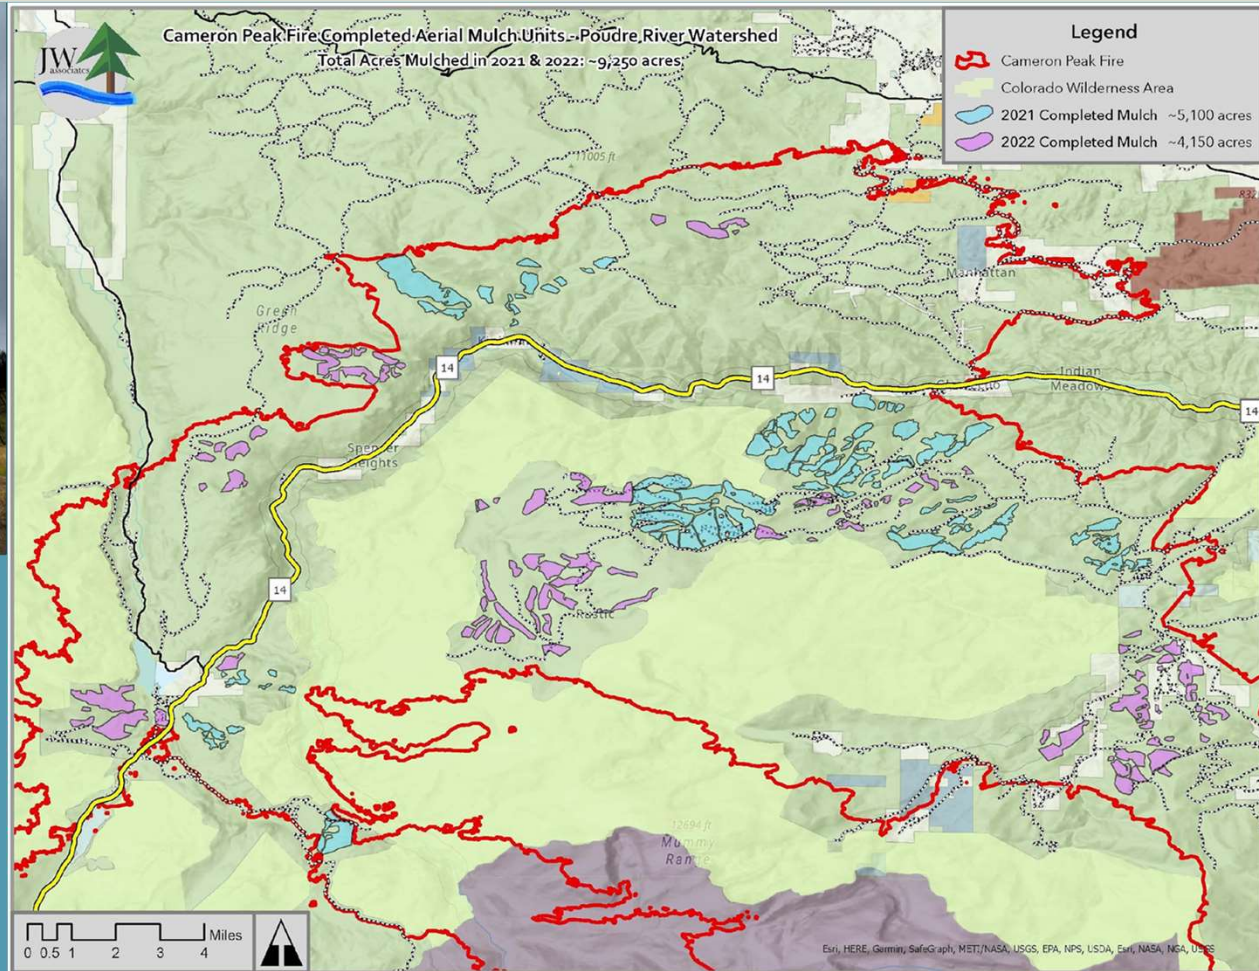 JW
associates
Cameron Peak Fire Completed Aerial Mulch Units - Poudre River Watershed
Total Acres Mulched in 2021 & 2022: ~9,250 acres
Legend
Cameron Peak Fire
Colorado Wilderness Area
2021 Completed Mulch ~5,100 acres
2022 Completed Mulch ~4,150 acres
11005 ft
Manhattan
Green
Ridge
14
14
Indian
Meadows
14
Spencer
Heights
14
Rustic
12694 ft
Mummy
Range
Miles
0 0.5 1 2 3 4
Esri, HERE, Garmin, SafeGraph, METI/NASA, USGS, EPA, NPS, USDA, Esri, NASA, NGA, USGS